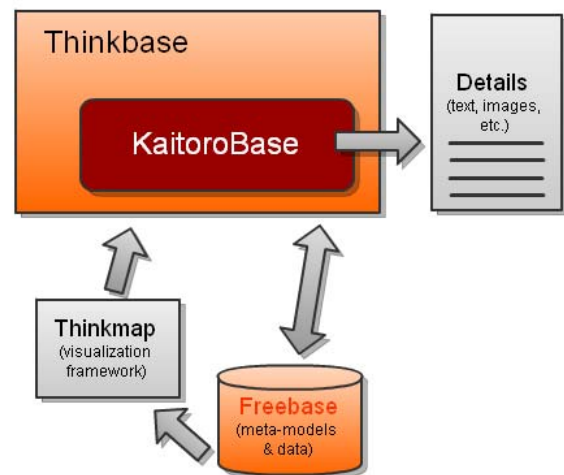 Thinkbase
KaitoroBase
Details
(text, images,
etc.)
Thinkmap
(visualization
framework)
Freebase
(meta-models
& data)